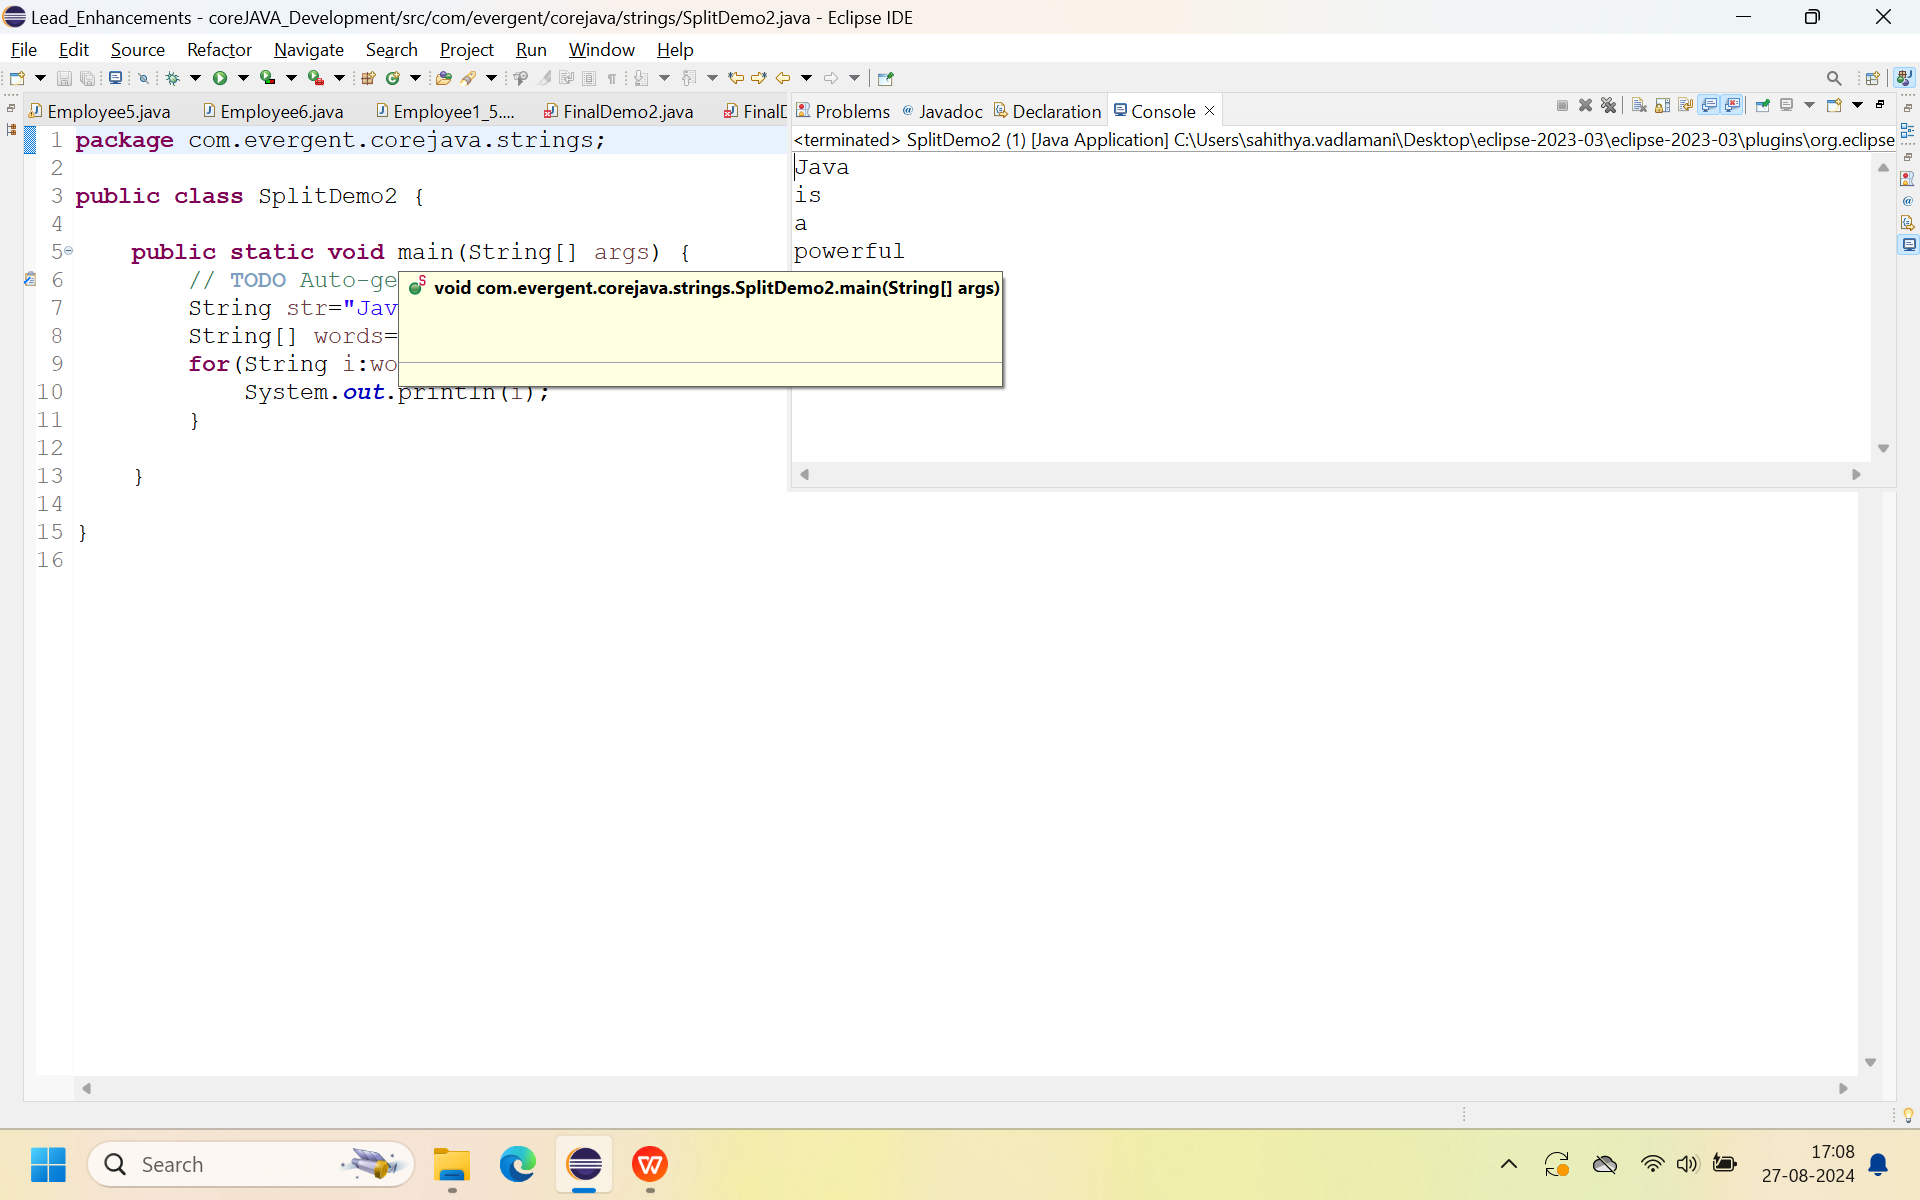 Lead_Enhancements - coreJAVA_Development/src/com/evergent/corejava/strings/SplitDemo2.java - Eclipse IDE
File Edit Source Refactor Navigate Search Project Run Window Help
Employee5.java Employee6.java Employee1_5.... FinalDemo2.java FinalD
Problems @ Javadoc Declaration Console
<terminated> SplitDemo2 (1) [Java Application] C:\Users\sahithya.vadlamani\Desktop\eclipse-2023-03\eclipse-2023-03\plugins\org.eclipse
1 package com.evergent.corejava.strings;
2
3 public class SplitDemo2 {
4
5 public static void main(String[] args) {
6 // TODO Auto-ge
7 String str="Jav
8 String[] words=
9 for(String i:wo
10 System.out.println(i);
11 }
12
13 }
14
15 }
16
void com.evergent.corejava.strings.SplitDemo2.main(String[] args)
Java
is
a
powerful
Search
17:08
27-08-2024